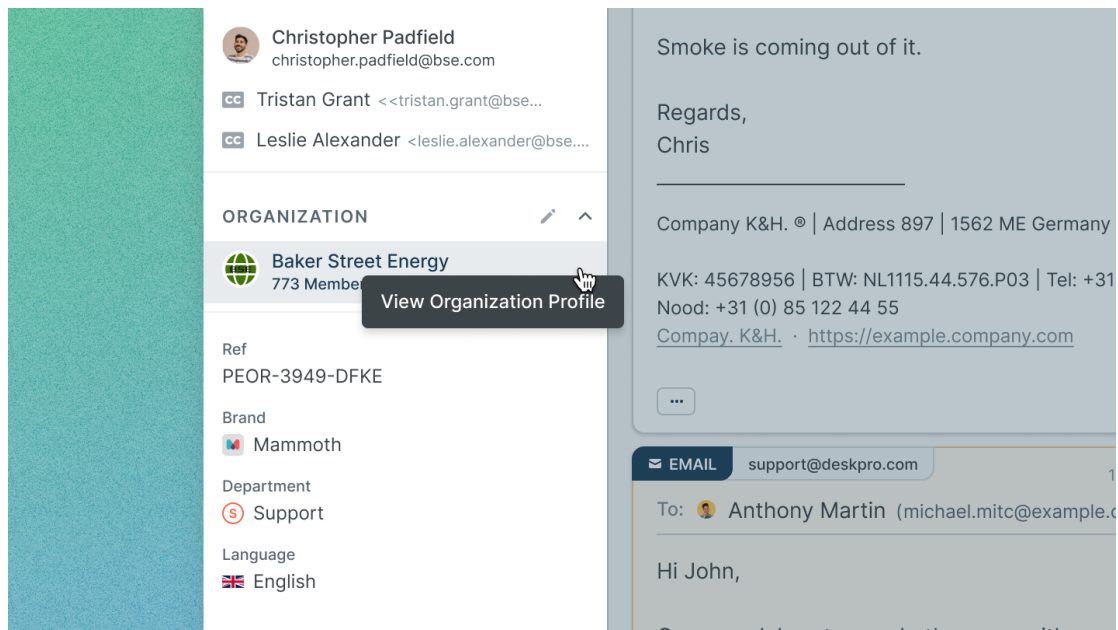 Christopher Padfield
christopher.padfield@bse.com
CC Tristan Grant <<tristan.grant@bse...
CC Leslie Alexander <leslie.alexander@bse....
ORGANIZATION
BSE
Baker Street Energy
773 Membe
View Organization Profile
Ref
PEOR-3949-DFKE
Brand
Mammoth
Department
S Support
Language
English
Smoke is coming out of it.
Regards,
Chris
Company K&H. ® | Address 897 | 1562 ME Germany
KVK: 45678956 | BTW: NL1115.44.576.P03 | Tel: +31
Nood: +31 (0) 85 122 44 55
Compay. K&H. · https://example.company.com
...
EMAIL support@deskpro.com
1
To: Anthony Martin (michael.mitc@example.c
Hi John,